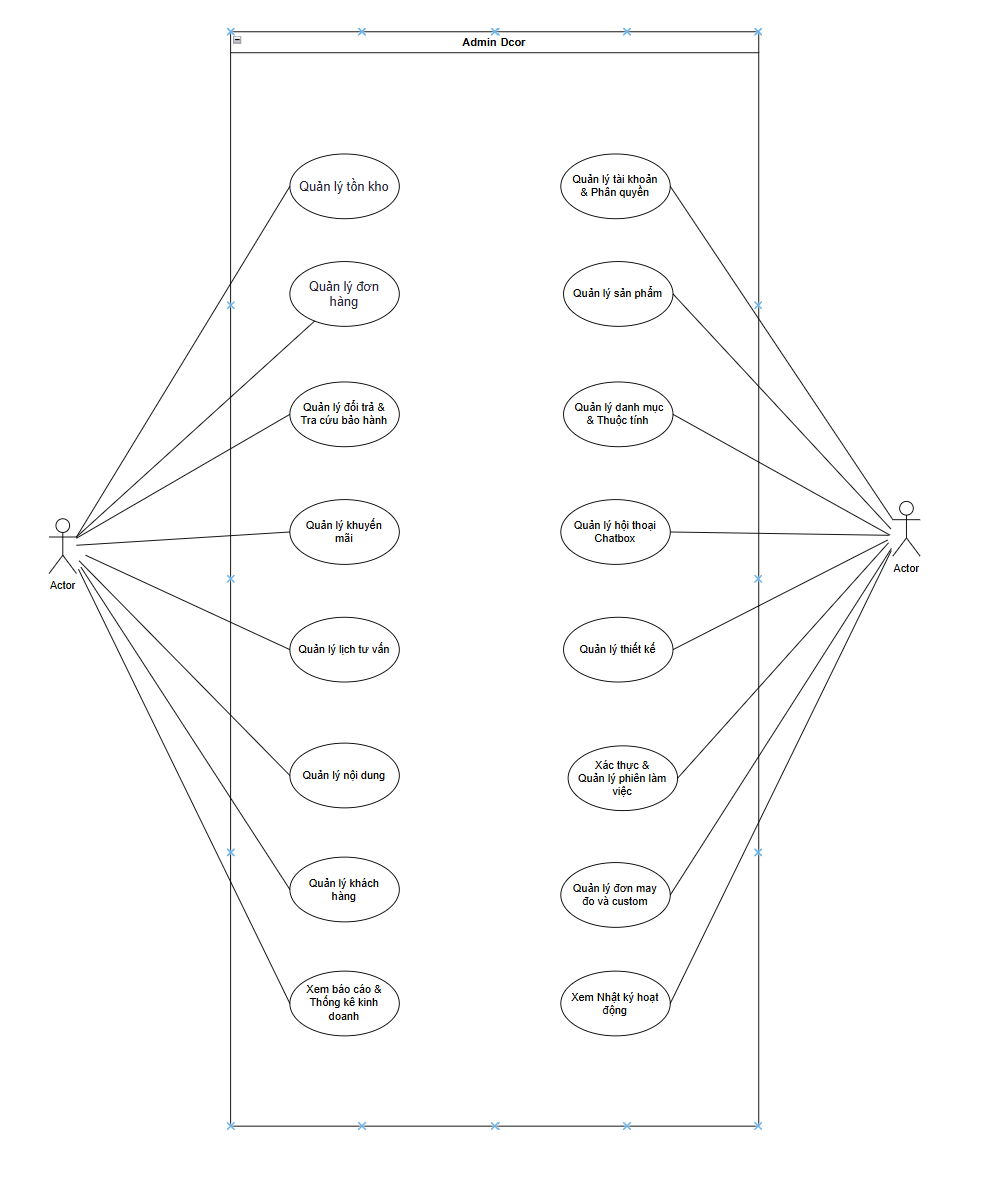 Admin Dcor
Quản lý tồn kho
Quản lý đơn
hàng
Quản lý đổi trả &
Tra cứu bảo hành
Quản lý khuyến
mãi
Quản lý lịch tư vấn
Quản lý nội dung
Quản lý khách
hàng
Xem báo cáo &
Thống kê kinh
doanh
Quản lý tài khoản
& Phân quyền
Quản lý sản phẩm
Quản lý danh mục
& Thuộc tính
Quản lý hội thoại
Chatbox
Quản lý thiết kế
Xác thực &
Quản lý phiên làm
việc
Quản lý đơn may
đo và custom
Xem Nhật ký hoạt
động
Actor
Actor